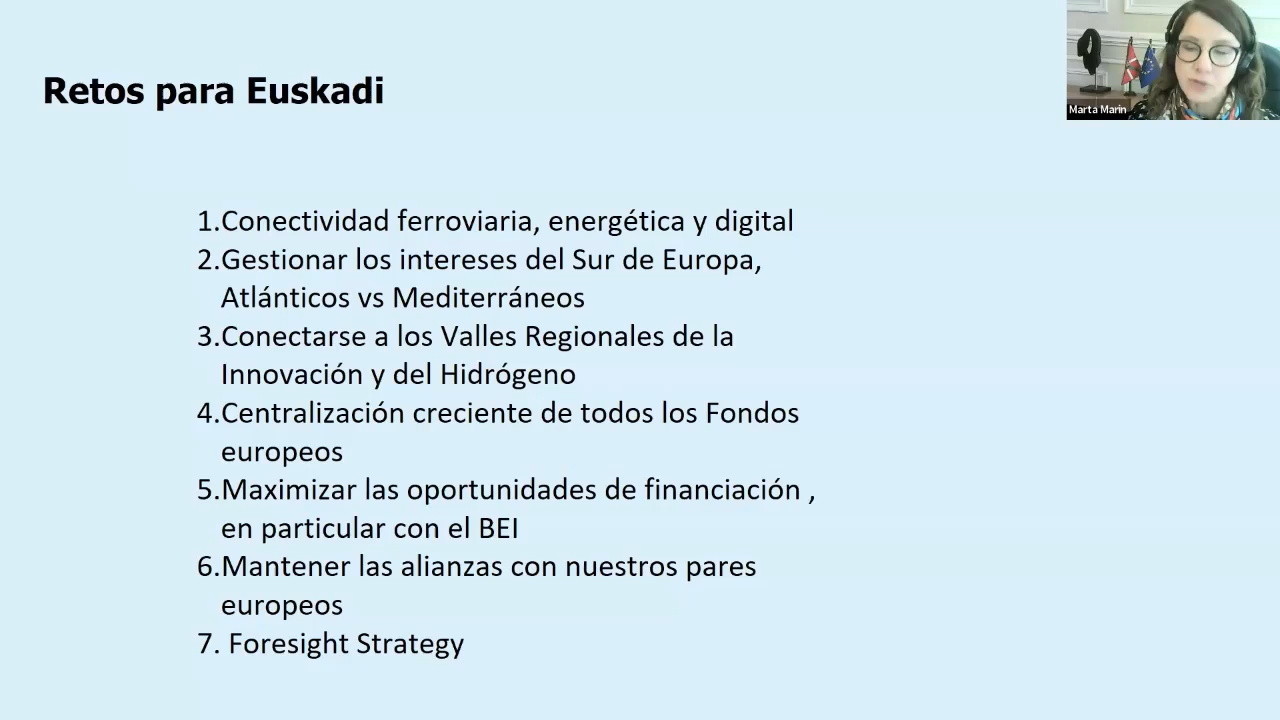 Retos para Euskadi
Marta Marin
1.Conectividad ferroviaria, energética y digital
2.Gestionar los intereses del Sur de Europa,
Atlánticos vs Mediterráneos
3.Conectarse a los Valles Regionales de la
Innovación y del Hidrógeno
4.Centralización creciente de todos los Fondos
europeos
5.Maximizar las oportunidades de financiación ,
en particular con el BEI
6.Mantener las alianzas con nuestros pares
europeos
7. Foresight Strategy